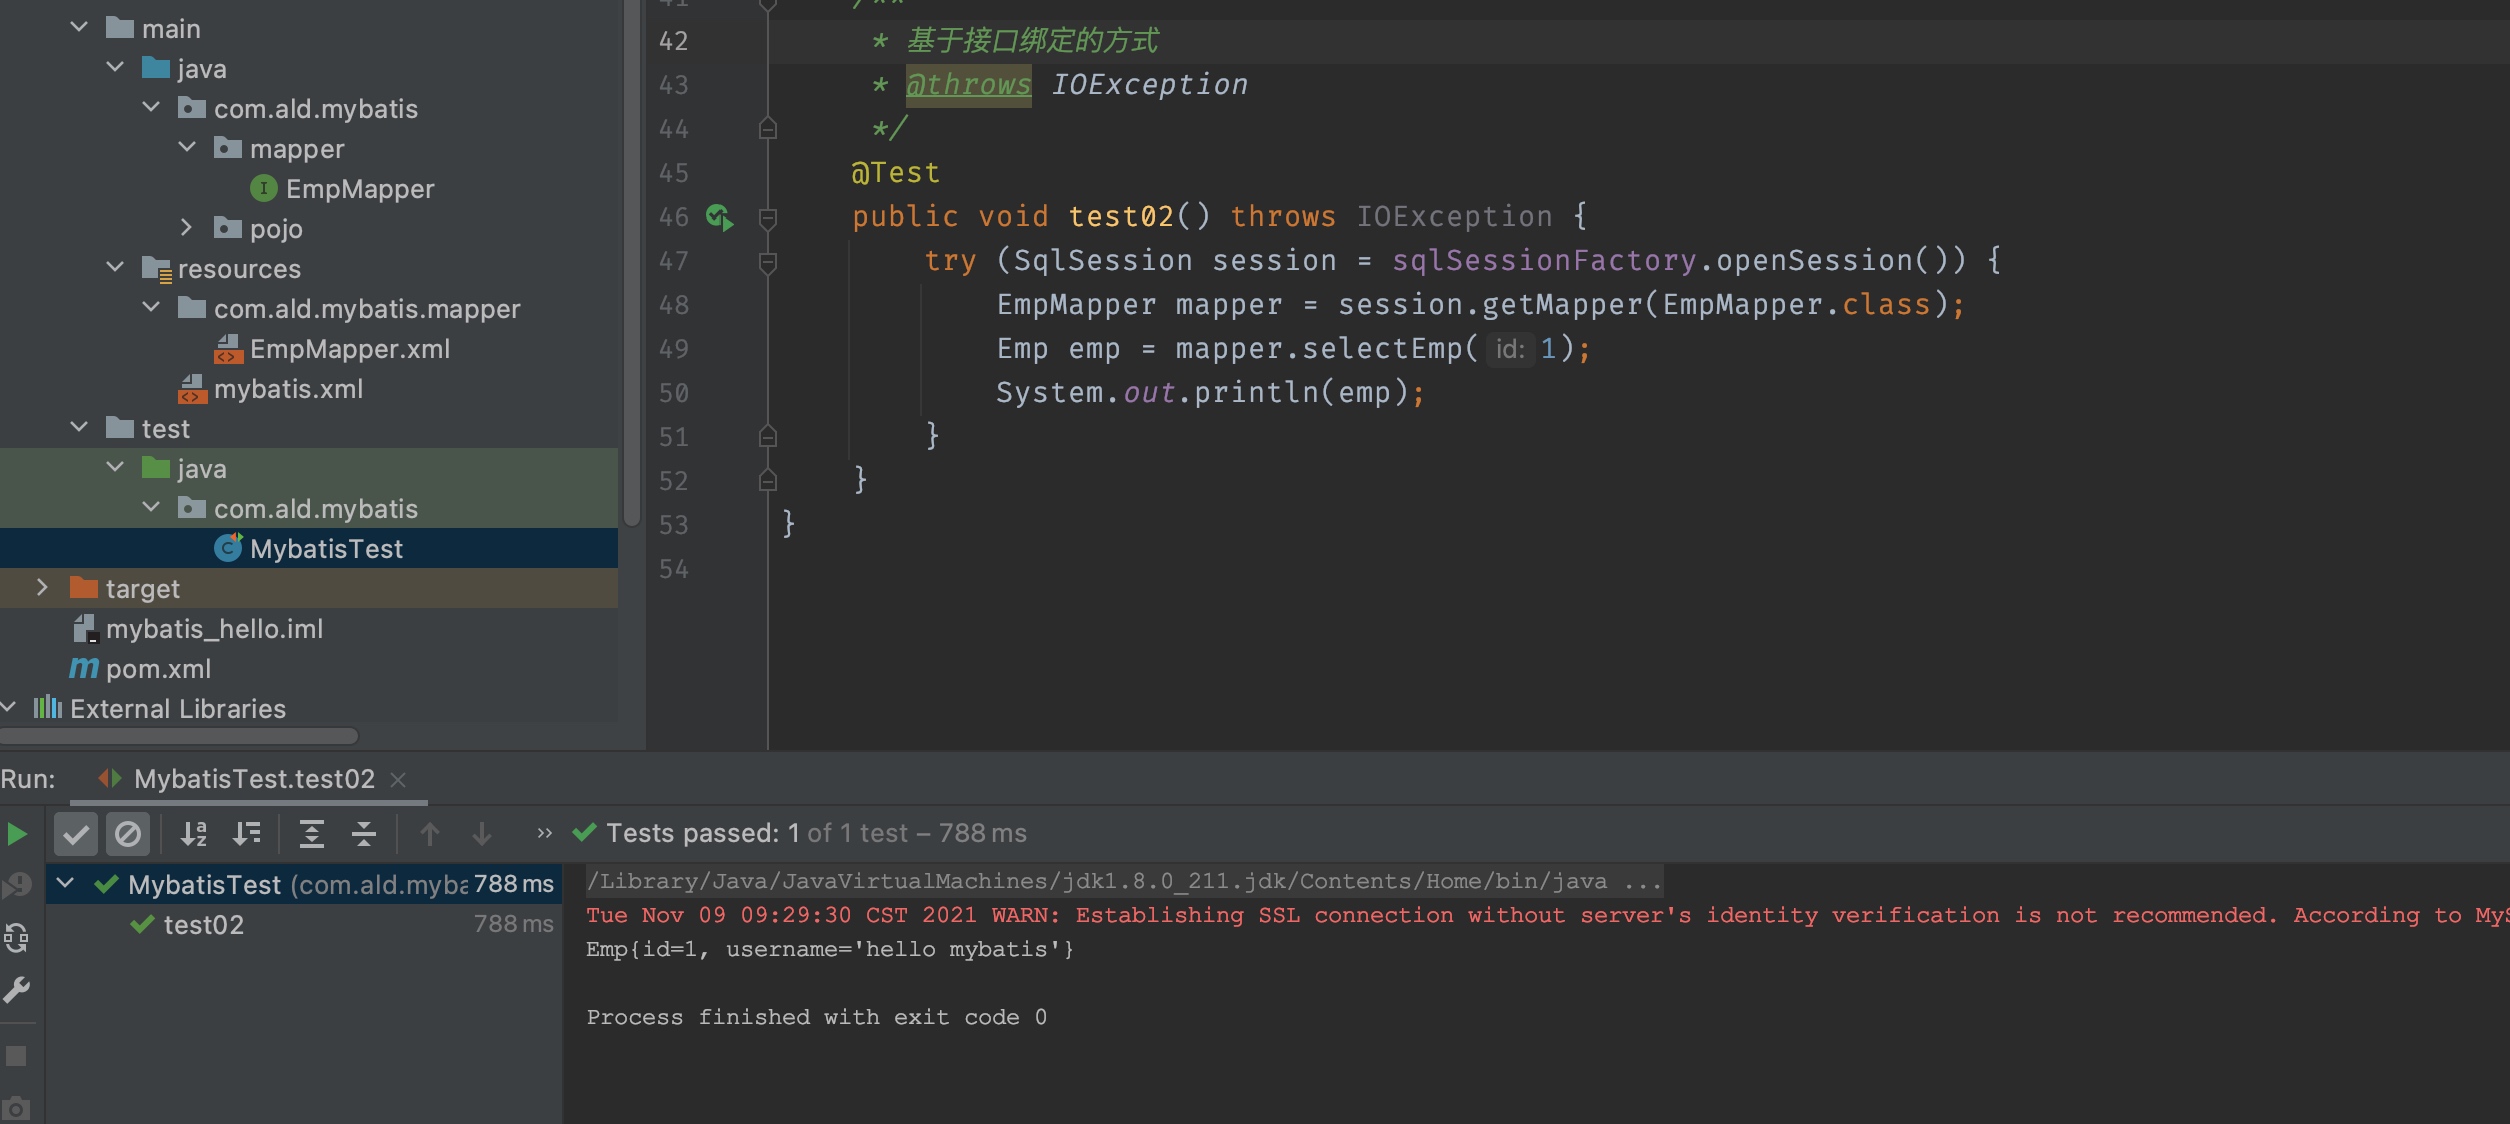 main
java
com.ald.mybatis
mapper
EmpMapper
pojo
resources
com.ald.mybatis.mapper
EmpMapper.xml
mybatis.xml
test
java
com.ald.mybatis
MybatisTest
target
mybatis_hello.iml
pom.xml
External Libraries
41 /**
42 * 基于接口绑定的方式
43 * @throws IOException
44 */
45 @Test
46 public void test02() throws IOException {
47 try (SqlSession session = sqlSessionFactory.openSession()) {
48 EmpMapper mapper = session.getMapper(EmpMapper.class);
49 Emp emp = mapper.selectEmp( id: 1);
50 System.out.println(emp);
51 }
52 }
53 }
54
Run: MybatisTest.test02
Tests passed: 1 of 1 test – 788 ms
MybatisTest (com.ald.myba 788 ms
test02 788 ms
/Library/Java/JavaVirtualMachines/jdk1.8.0_211.jdk/Contents/Home/bin/java ...
Tue Nov 09 09:29:30 CST 2021 WARN: Establishing SSL connection without server's identity verification is not recommended. According to MyS
Emp{id=1, username='hello mybatis'}
Process finished with exit code 0